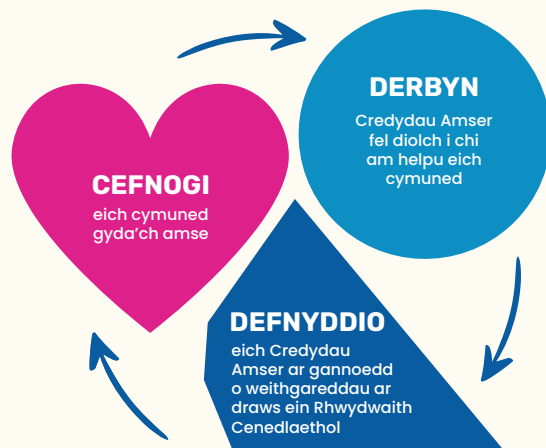 CEFNOGI
eich cymuned
gyda’ch amse
DERBYN
Credydau Amser
fel diolch i chi
am helpu eich
cymuned
DEFNYDDIO
eich Credydau
Amser ar gannoedd
o weithgareddau ar
draws ein Rhwydwaith
Cenedlaethol